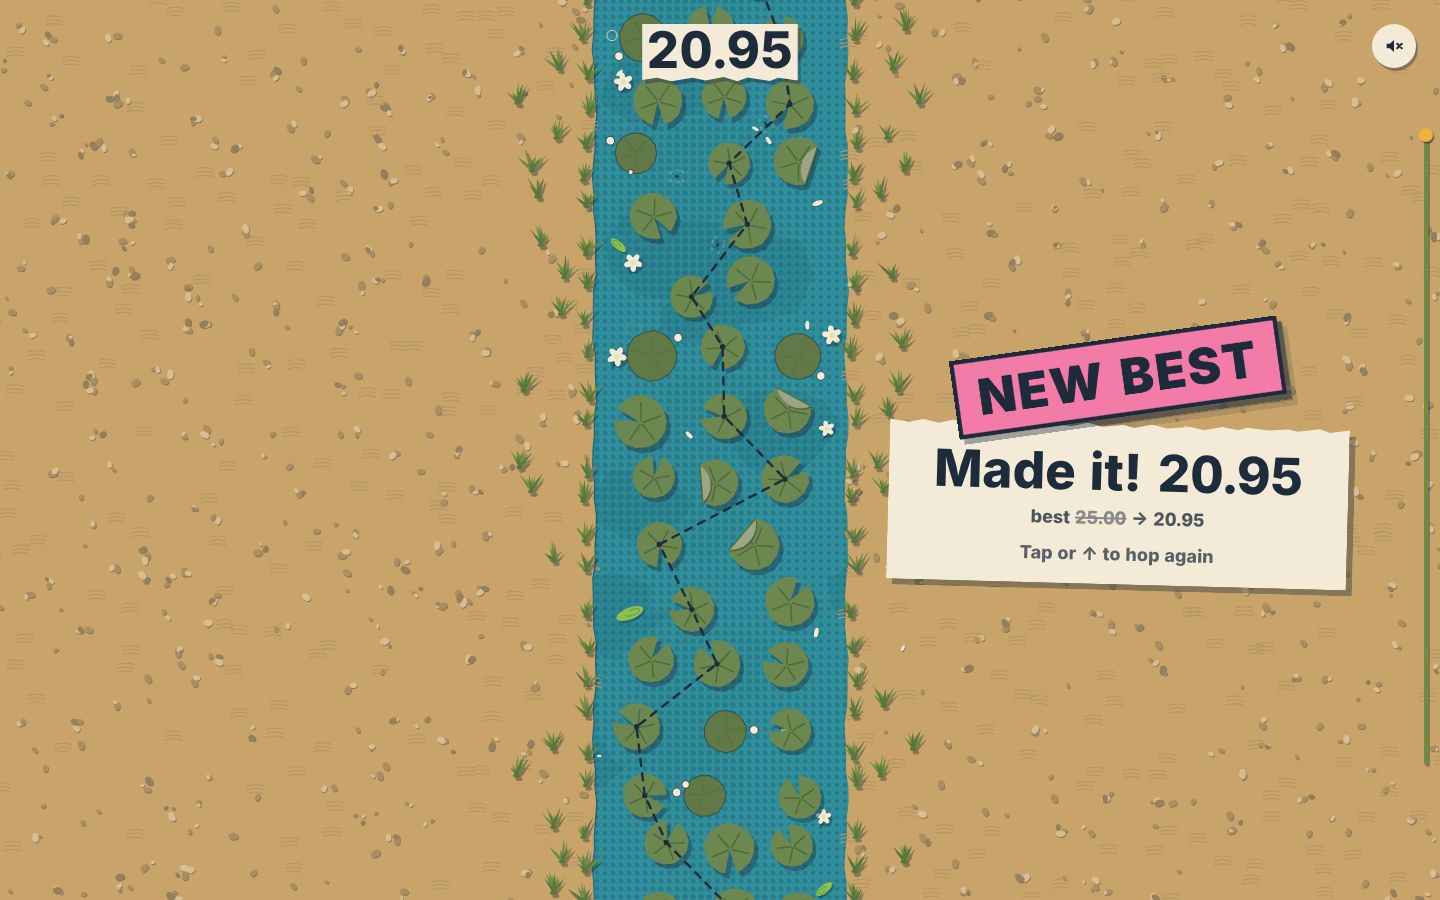 20.95
NEW BEST
Made it! 20.95
best 25.00 → 20.95
Tap or ↑ to hop again